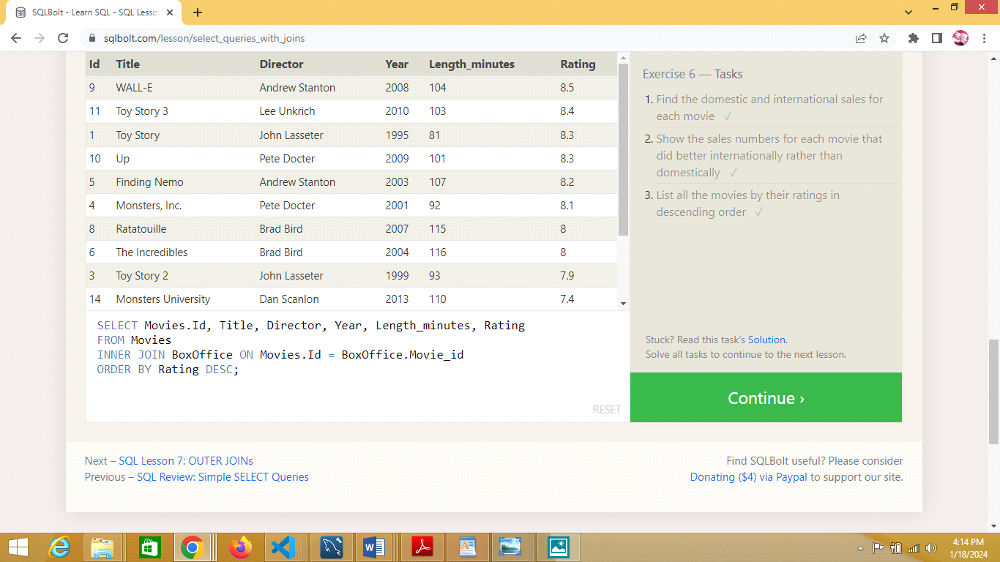 SQLBolt - Learn SQL - SQL Lesson
sqlbolt.com/lesson/select_queries_with_joins
Id Title Director Year Length_minutes Rating
9 WALL-E Andrew Stanton 2008 104 8.5
11 Toy Story 3 Lee Unkrich 2010 103 8.4
1 Toy Story John Lasseter 1995 81 8.3
10 Up Pete Docter 2009 101 8.3
5 Finding Nemo Andrew Stanton 2003 107 8.2
4 Monsters, Inc. Pete Docter 2001 92 8.1
8 Ratatouille Brad Bird 2007 115 8
6 The Incredibles Brad Bird 2004 116 8
3 Toy Story 2 John Lasseter 1999 93 7.9
14 Monsters University Dan Scanlon 2013 110 7.4
SELECT Movies.Id, Title, Director, Year, Length_minutes, Rating
FROM Movies
INNER JOIN BoxOffice ON Movies.Id = BoxOffice.Movie_id
ORDER BY Rating DESC;
RESET
Exercise 6 — Tasks
1. Find the domestic and international sales for
each movie ✓
2. Show the sales numbers for each movie that
did better internationally rather than
domestically ✓
3. List all the movies by their ratings in
descending order ✓
Stuck? Read this task's Solution.
Solve all tasks to continue to the next lesson.
Continue ›
Next – SQL Lesson 7: OUTER JOINs
Previous – SQL Review: Simple SELECT Queries
Find SQLBolt useful? Please consider
Donating ($4) via Paypal to support our site.
4:14 PM
1/18/2024